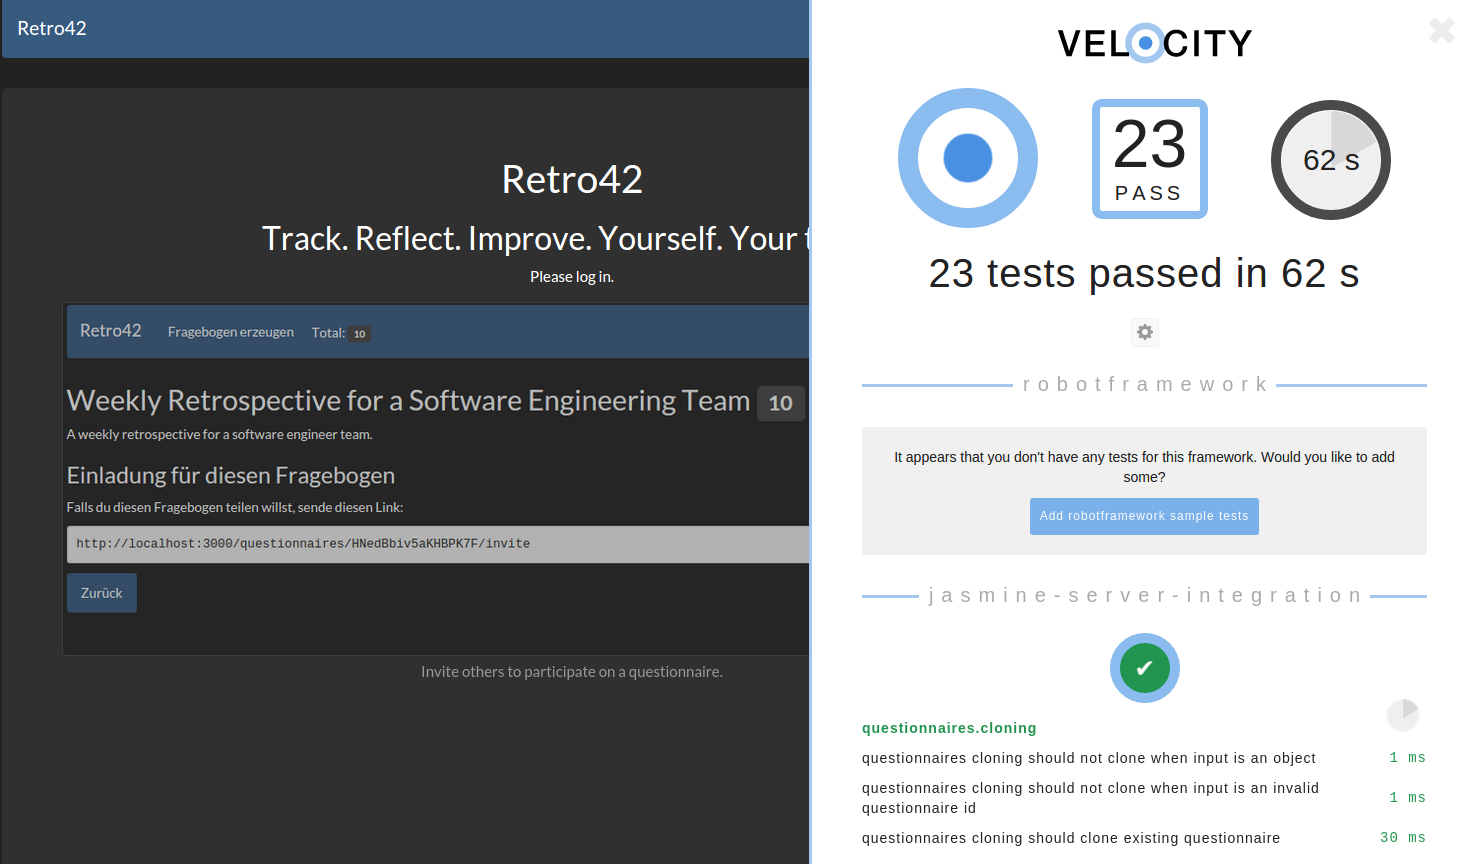 Retro42
Retro42
Track. Reflect. Improve. Yourself. Your
Please log in.
Retro42 Fragebogen erzeugen Total: 10
Weekly Retrospective for a Software Engineering Team 10
A weekly retrospective for a software engineer team.
Einladung für diesen Fragebogen
Falls du diesen Fragebogen teilen willst, sende diesen Link:
http://localhost:3000/questionnaires/HNedBbiv5aKHBPK7F/invite
Zurück
Invite others to participate on a questionnaire.
VELOCITY
23
PASS
62 s
23 tests passed in 62 s
robotframework
It appears that you don't have any tests for this framework. Would you like to add
some?
Add robotframework sample tests
jasmine-server-integration
questionnaires.cloning
questionnaires cloning should not clone when input is an object 1 ms
questionnaires cloning should not clone when input is an invalid
questionnaire id 1 ms
questionnaires cloning should clone existing questionnaire 30 ms